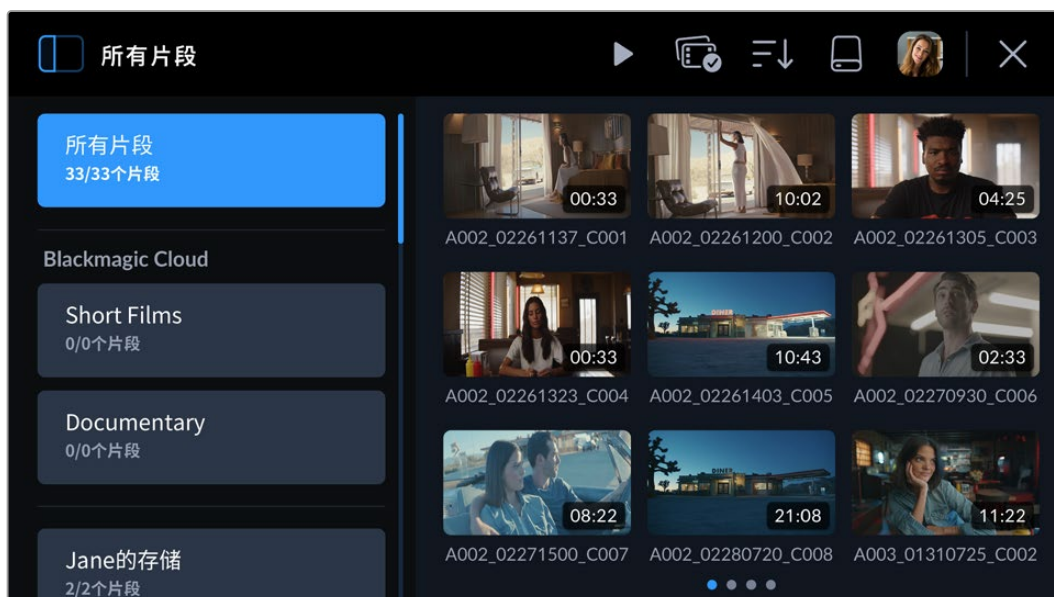 所有片段
所有片段
33/33个片段
Blackmagic Cloud
Short Films
0/0个片段
Documentary
0/0个片段
Jane的存储
2/2个片段
00:33
10:02
04:25
A002_02261137_C001
A002_02261200_C002
A002_02261305_C003
DINER
00:33
10:43
02:33
A002_02261323_C004
A002_02261403_C005
A002_02270930_C006
DINER
08:22
21:08
11:22
A002_02271500_C007
A002_02280720_C008
A003_01310725_C002